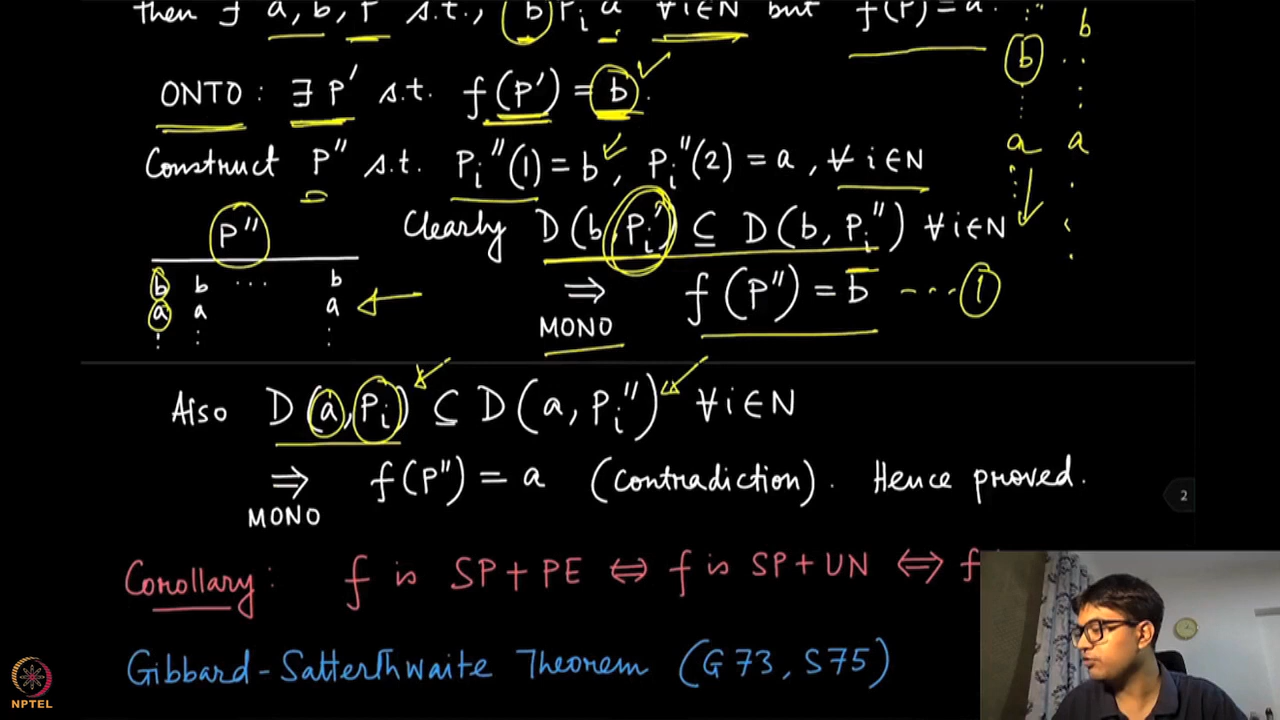 then ∃ a, b, P s.t., b P_i a ∀i∈N but f(P)=a.
b
b
ONTO: ∃ P' s.t. f(P') = b.
a a
Construct P'' s.t. P_i''(1) = b, P_i''(2) = a, ∀ i∈N
P'' Clearly D(b, P_i') ⊆ D(b, P_i'') ∀i∈N
b b ... b
a a a
⇒ f(P'') = b ---- ①
MONO
Also D(a, P_i) ⊆ D(a, P_i'') ∀i∈N
⇒ f(P'') = a (contradiction). Hence proved.
MONO
2
Corollary: f is SP+PE ⇔ f is SP+UN ⇔ f
Gibbard-Satterthwaite Theorem (G73, S75)
NPTEL